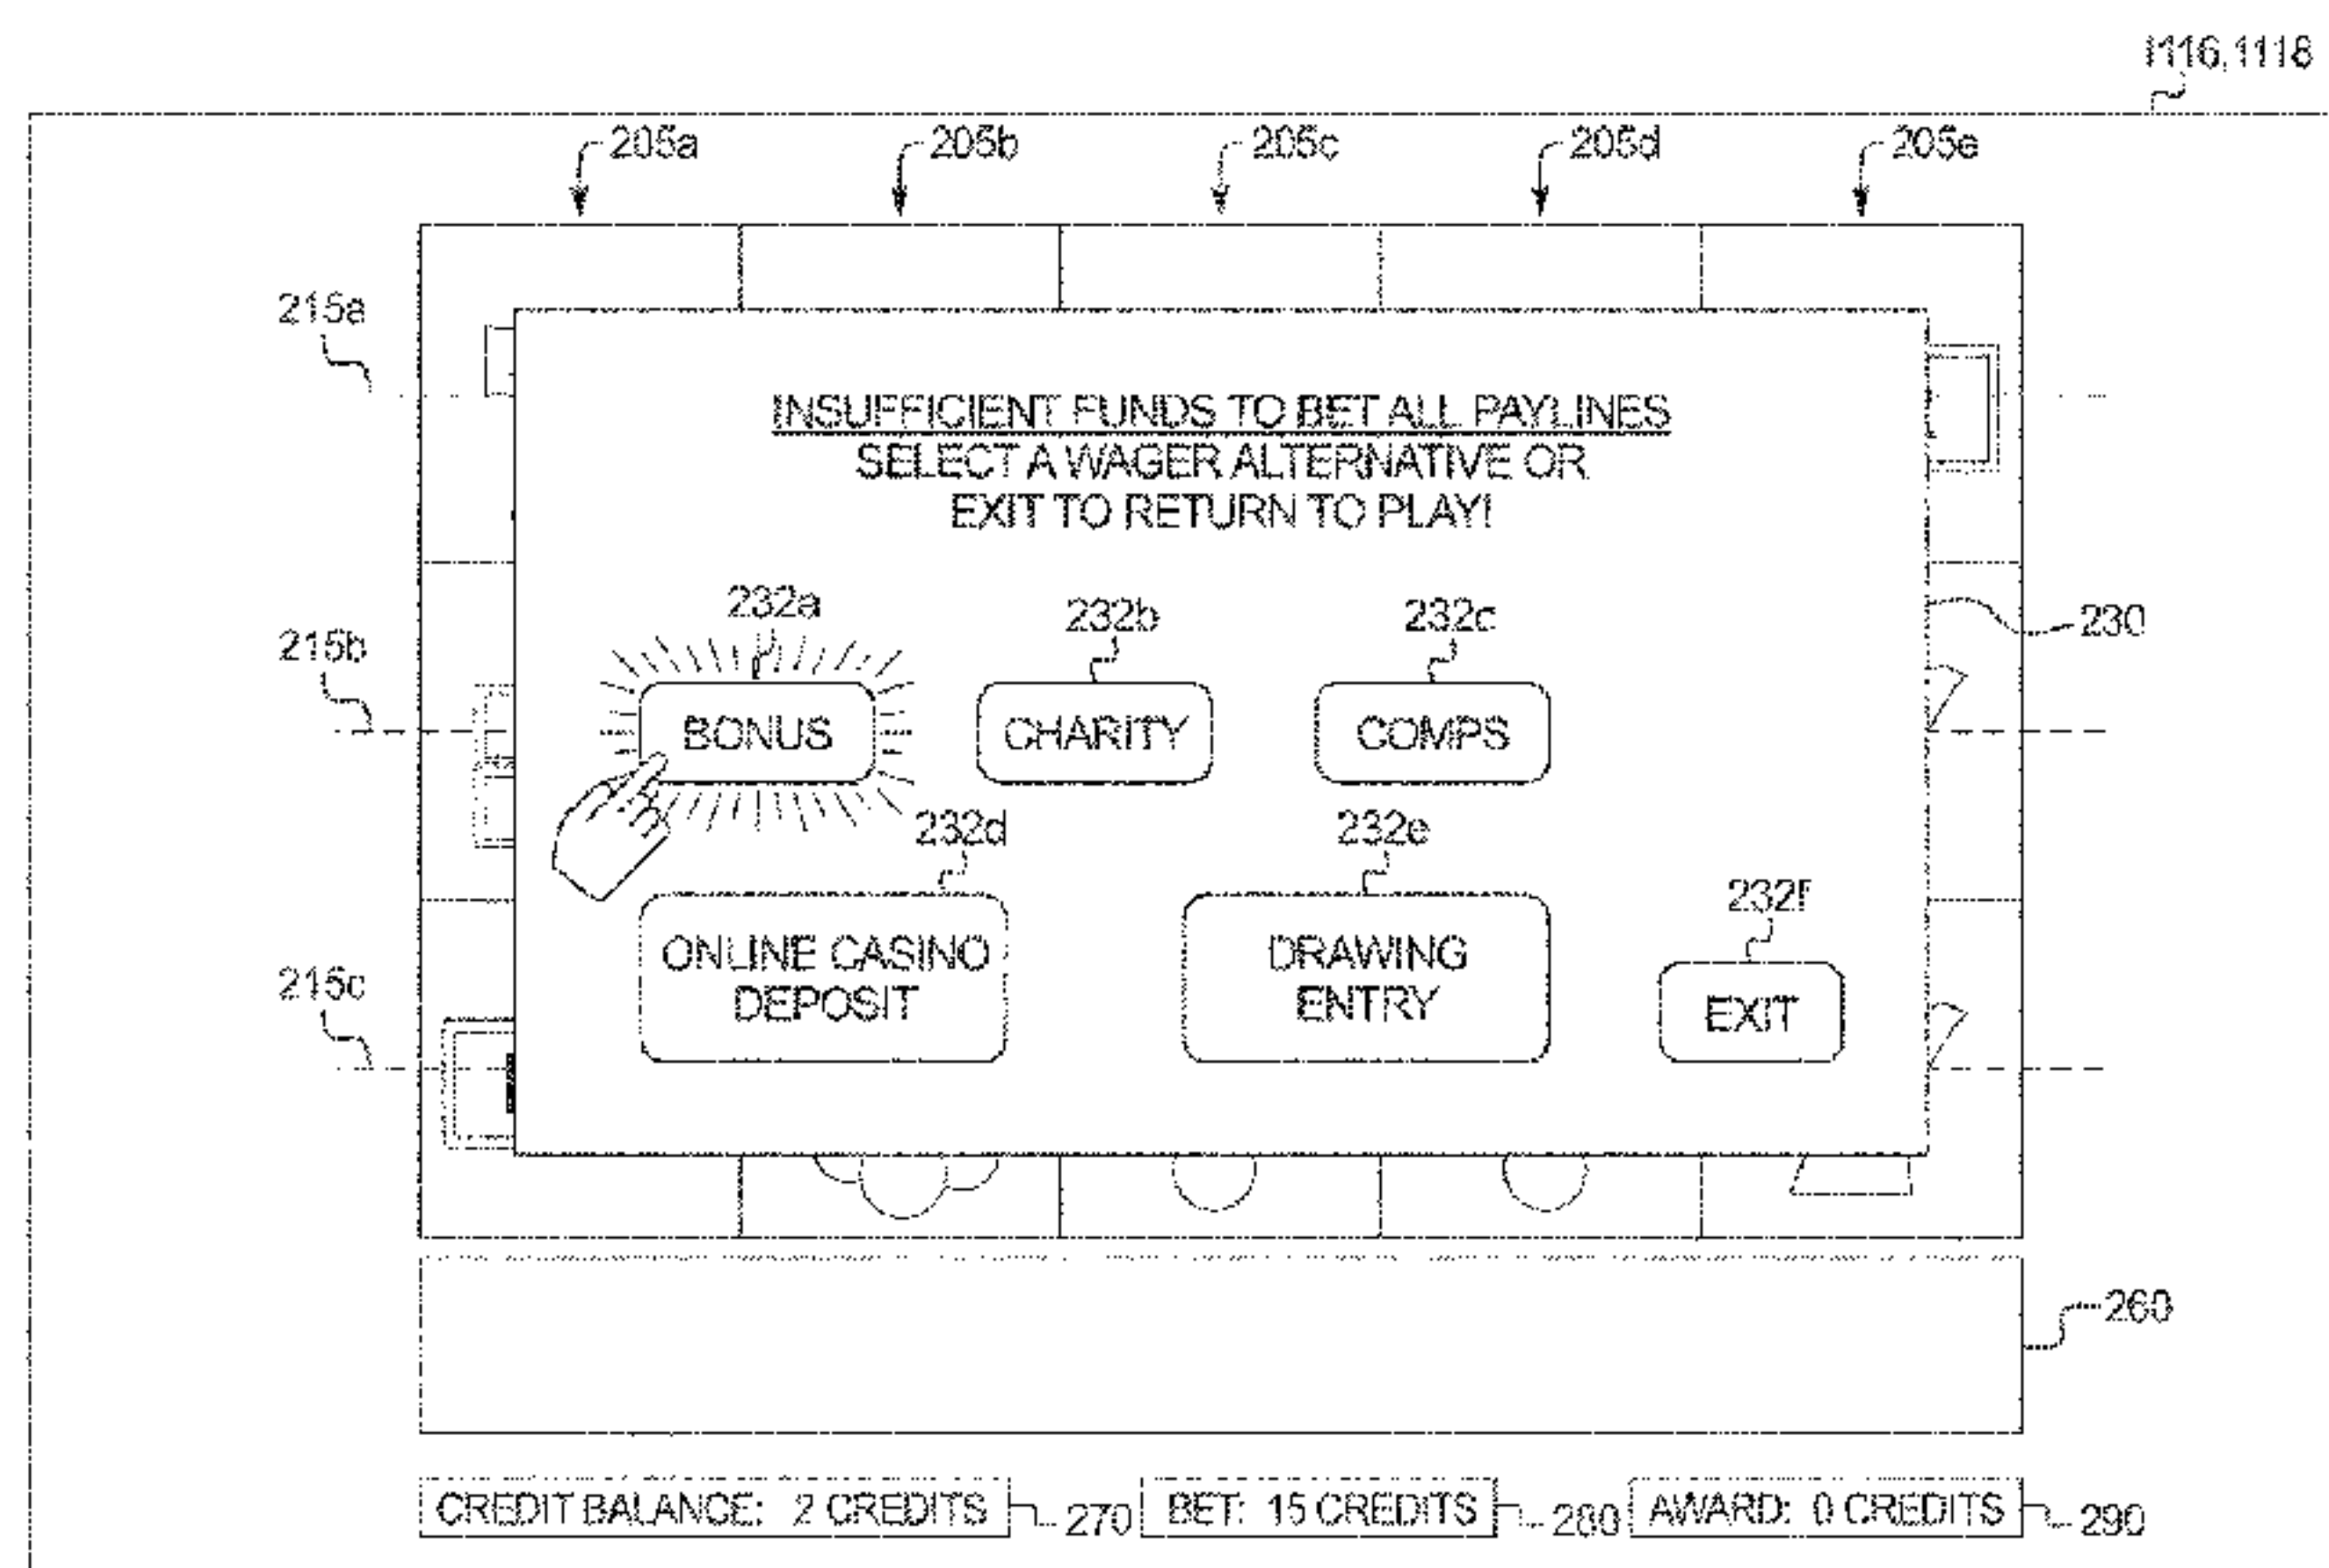 1116,1118
205a 205b 205c 205d 205e
215a
INSUFFICIENT FUNDS TO BET ALL PAYLINES
SELECT A WAGER ALTERNATIVE OR
EXIT TO RETURN TO PLAY!
232a 232b 232c
230
215b
BONUS CHARITY COMPS
232d 232e
232f
215c
ONLINE CASINO
DEPOSIT
DRAWING
ENTRY
EXIT
260
CREDIT BALANCE: 2 CREDITS 270 BET: 15 CREDITS 280 AWARD: 0 CREDITS 290